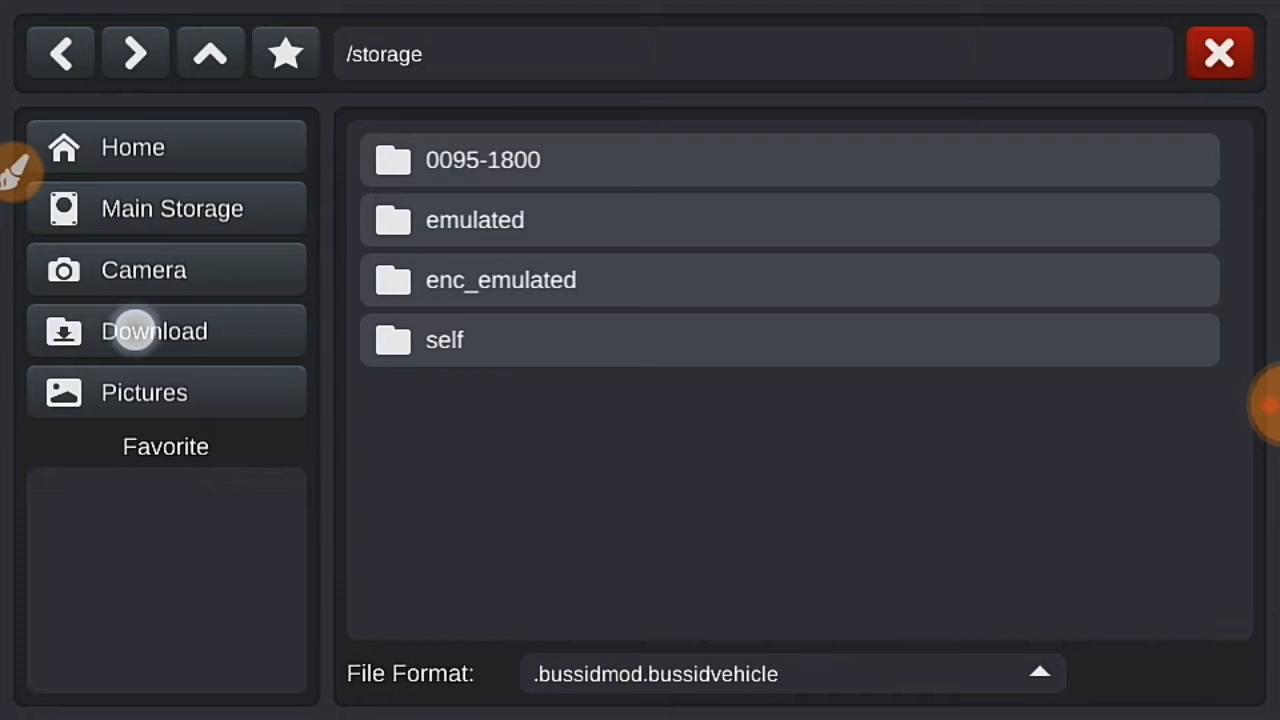 /storage
Home
Main Storage
Camera
Download
Pictures
Favorite
0095-1800
emulated
enc_emulated
self
File Format:
.bussidmod.bussidvehicle